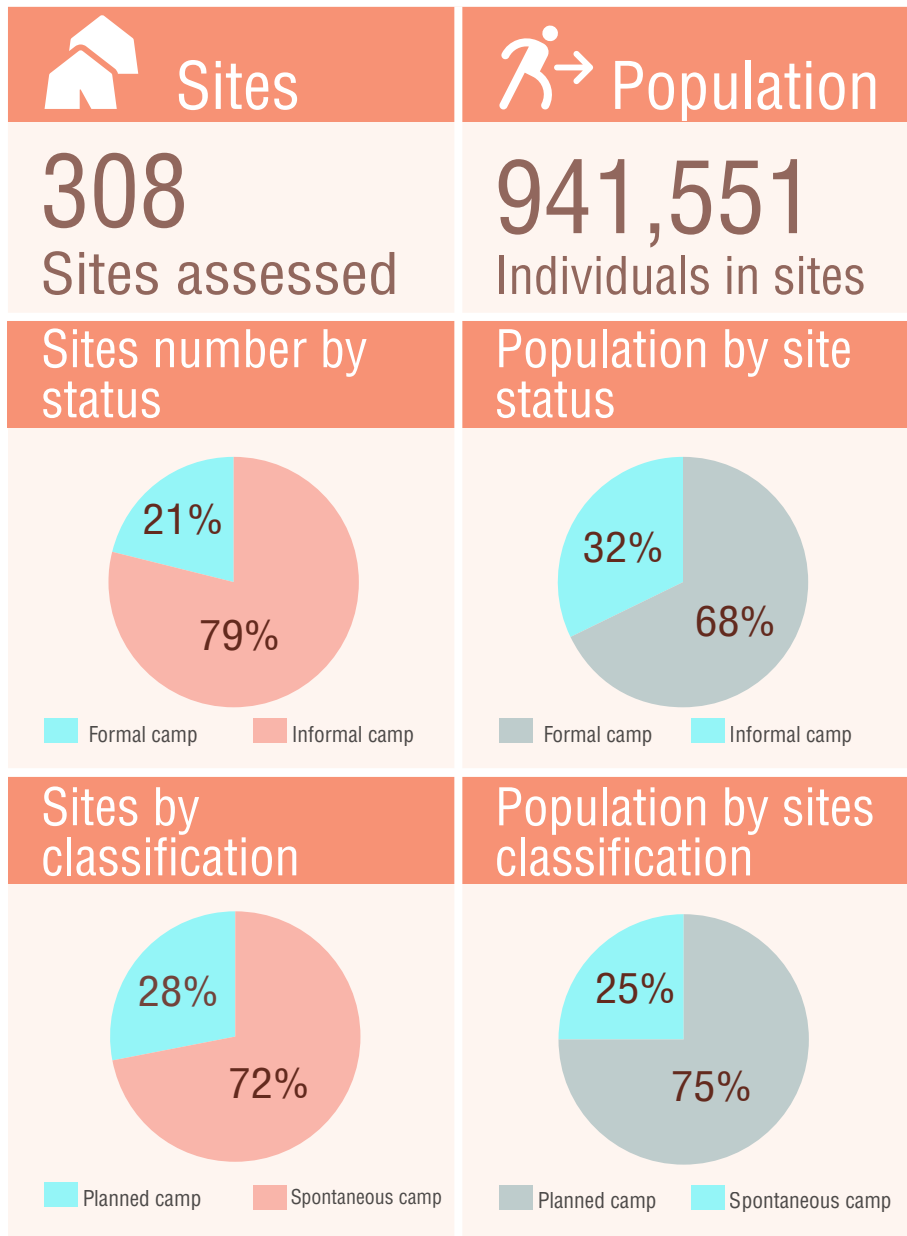 Sites
308
Sites assessed
Population
941,551
Individuals in sites
Sites number by
status
21%
79%
Formal camp
Informal camp
Population by site
status
32%
68%
Formal camp
Informal camp
Sites by
classification
28%
72%
Planned camp
Spontaneous camp
Population by sites
classification
25%
75%
Planned camp
Spontaneous camp